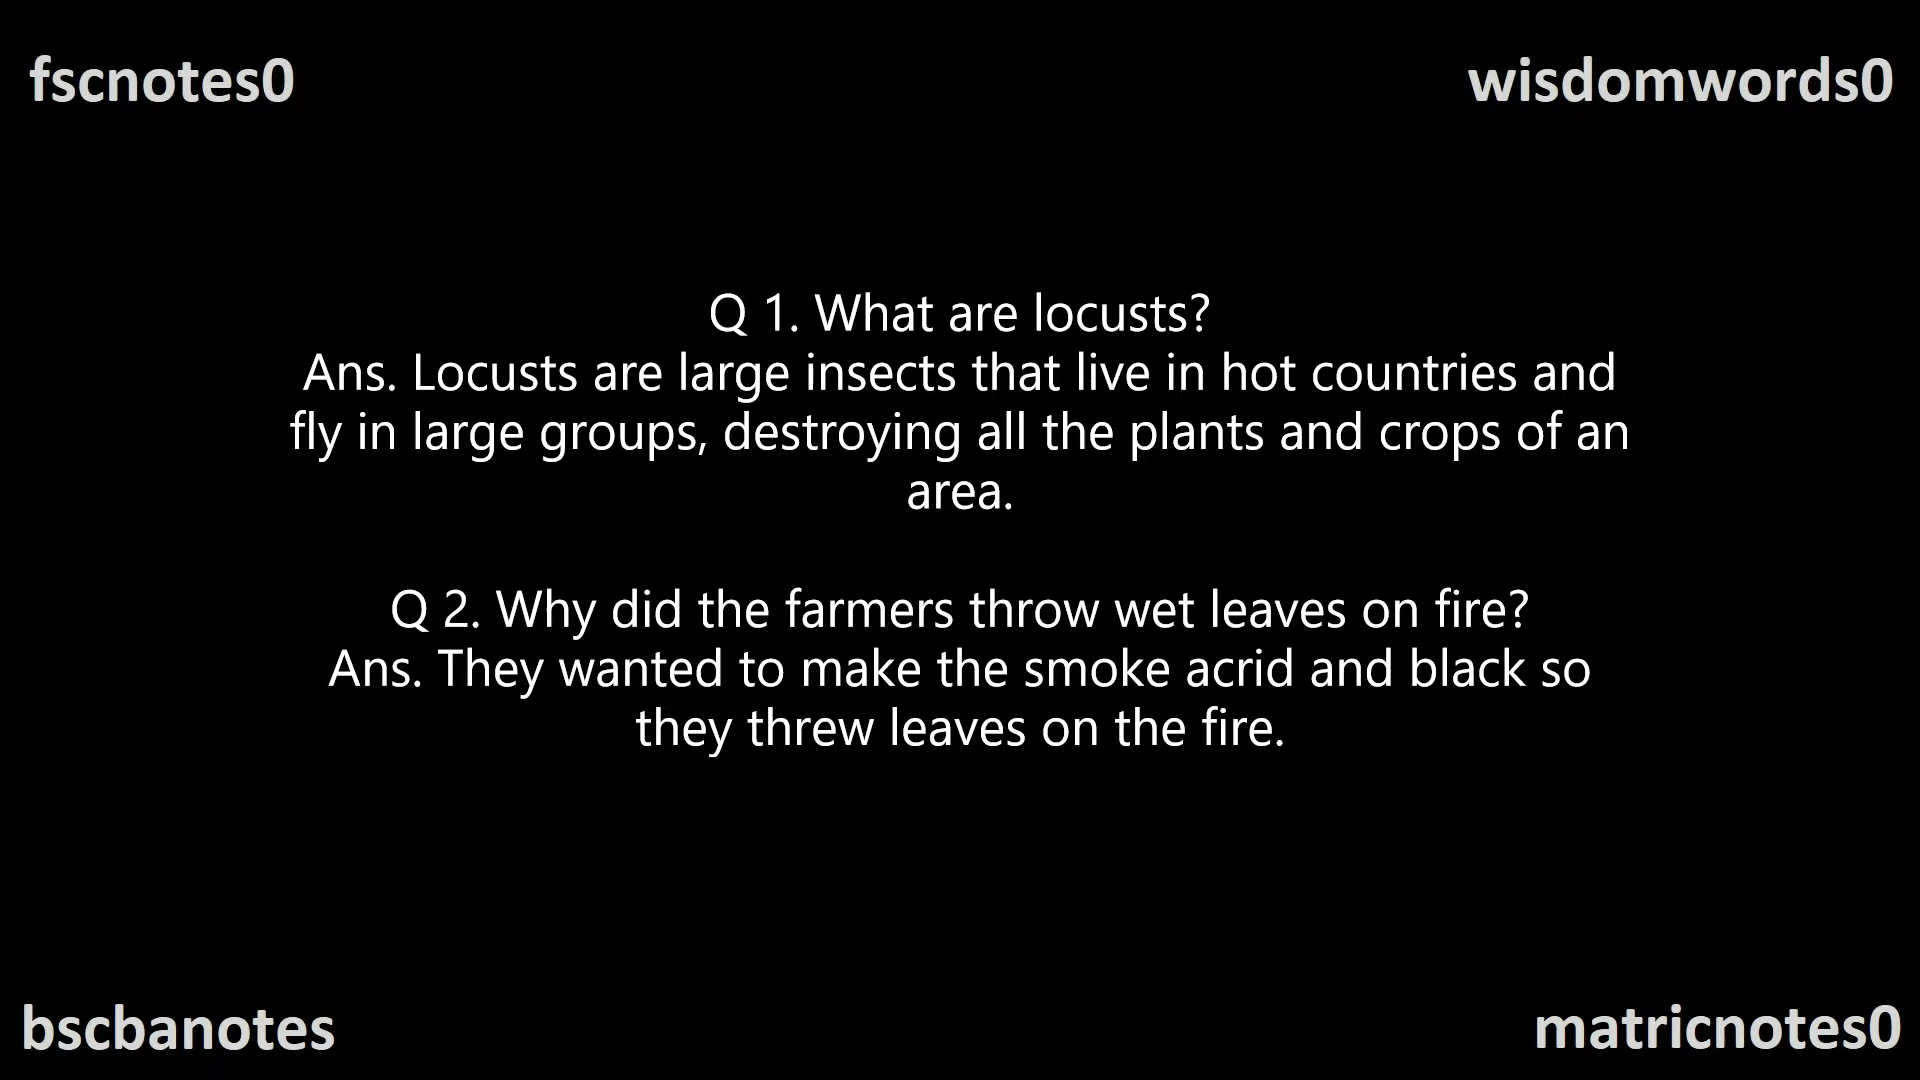 fscnotes0
wisdomwords0
Q 1. What are locusts?
Ans. Locusts are large insects that live in hot countries and
fly in large groups, destroying all the plants and crops of an
area.
Q 2. Why did the farmers throw wet leaves on fire?
Ans. They wanted to make the smoke acrid and black so
they threw leaves on the fire.
bscbanotes
matricnotes0